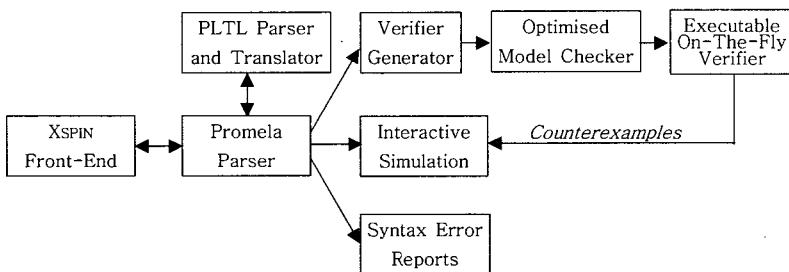 PLTL Parser
and Translator
Verifier
Generator
Optimised
Model Checker
Executable
On-The-Fly
Verifier
XSPIN
Front-End
Promela
Parser
Interactive
Simulation
Counterexamples
Syntax Error
Reports